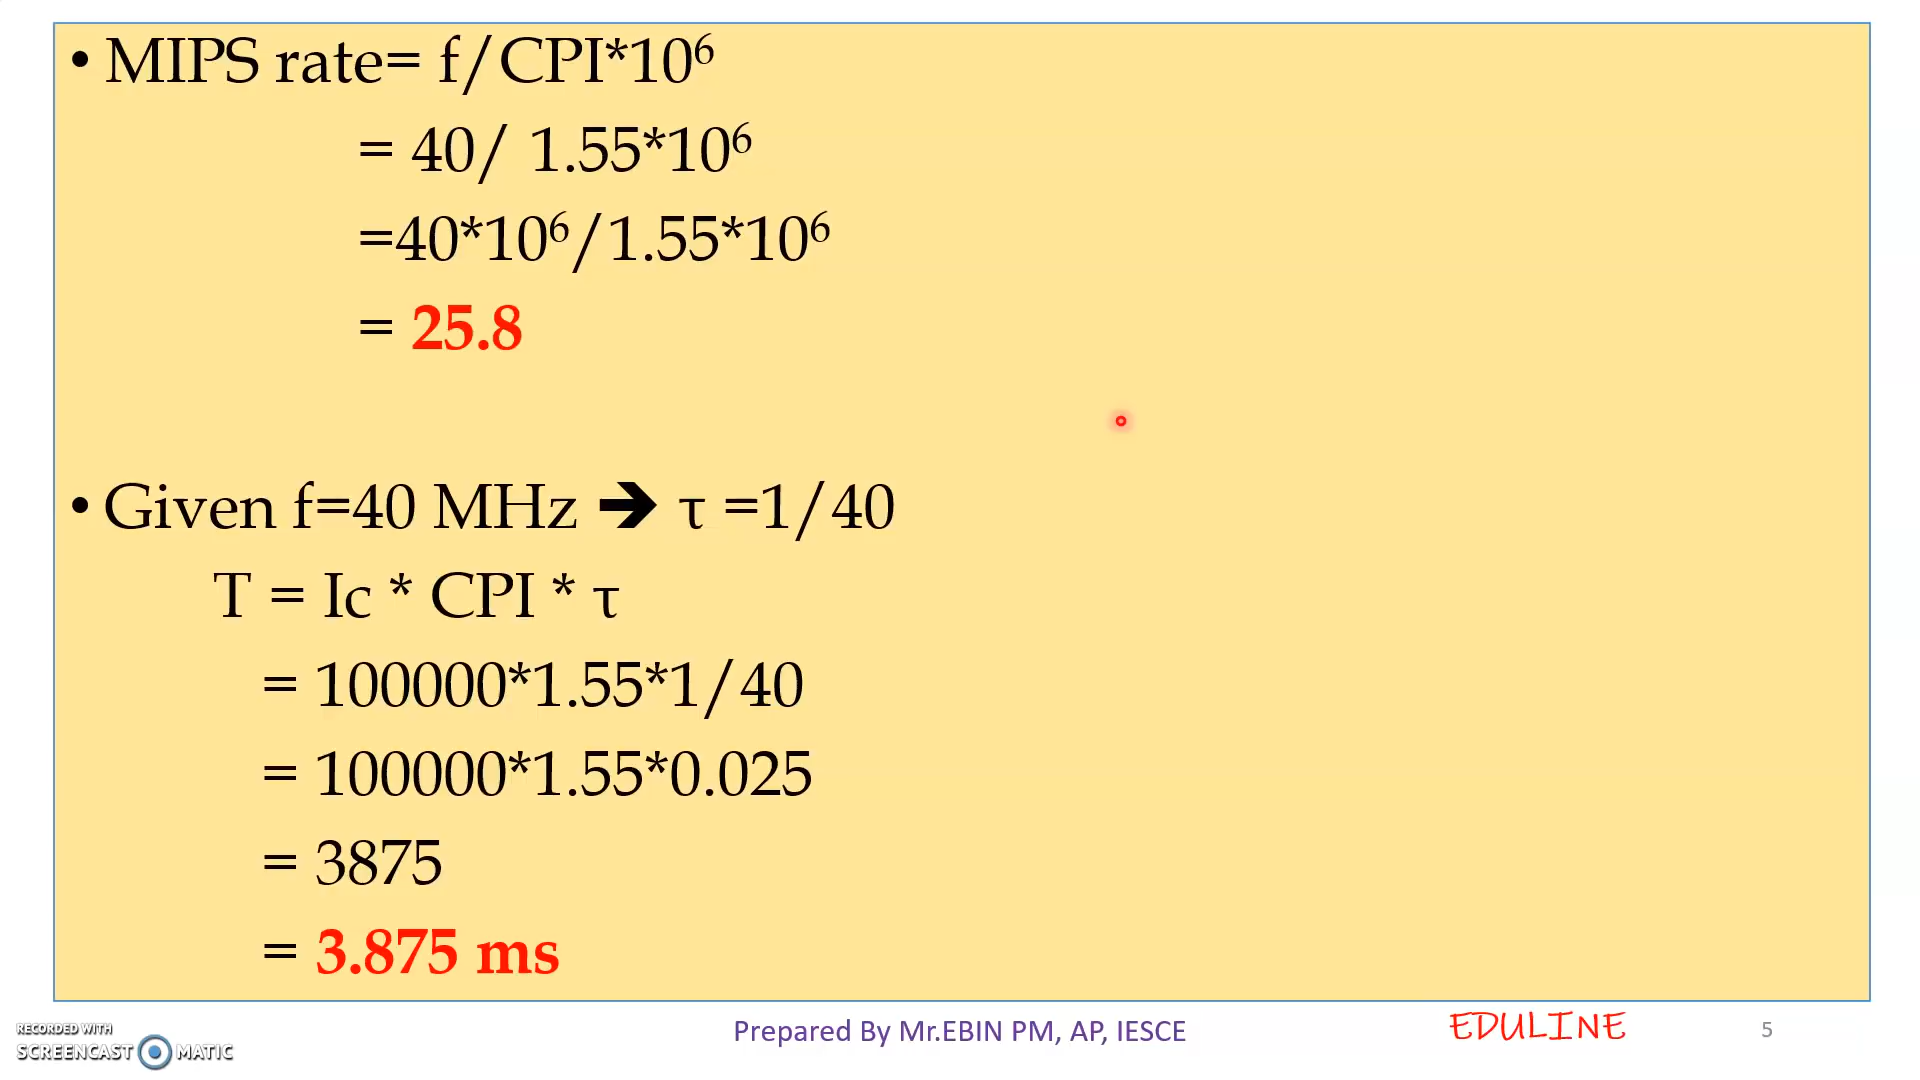 • MIPS rate= f/CPI*10⁶
= 40/ 1.55*10⁶
=40*10⁶/1.55*10⁶
= 25.8
• Given f=40 MHz ➔ τ =1/40
T = Ic * CPI * τ
= 100000*1.55*1/40
= 100000*1.55*0.025
= 3875
= 3.875 ms
Prepared By Mr.EBIN PM, AP, IESCE
EDULINE
5
RECORDED WITH
SCREENCAST MATIC